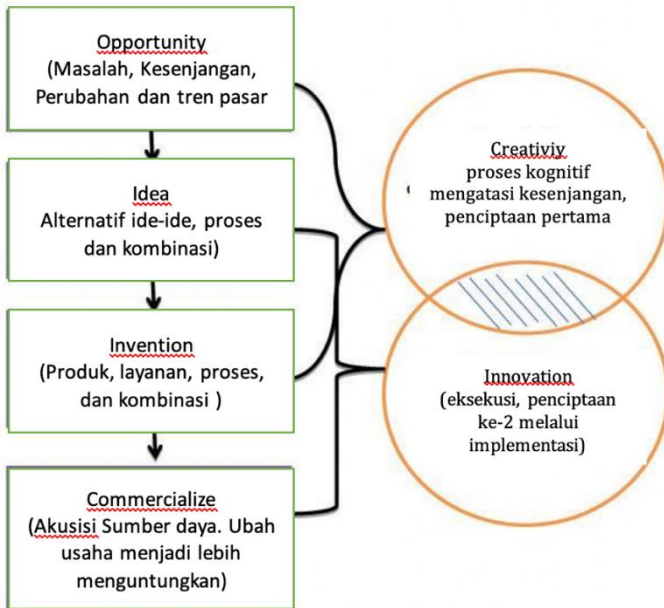 Opportunity
(Masalah, Kesenjangan,
Perubahan dan tren pasar
Idea
Alternatif ide-ide, proses
dan kombinasi)
Invention
(Produk, layanan, proses,
dan kombinasi )
Commercialize
(Akusisi Sumber daya. Ubah
usaha menjadi lebih
menguntungkan)
Creativiy
proses kognitif
mengatasi kesenjangan,
penciptaan pertama
Innovation
(eksekusi, penciptaan
ke-2 melalui
implementasi)